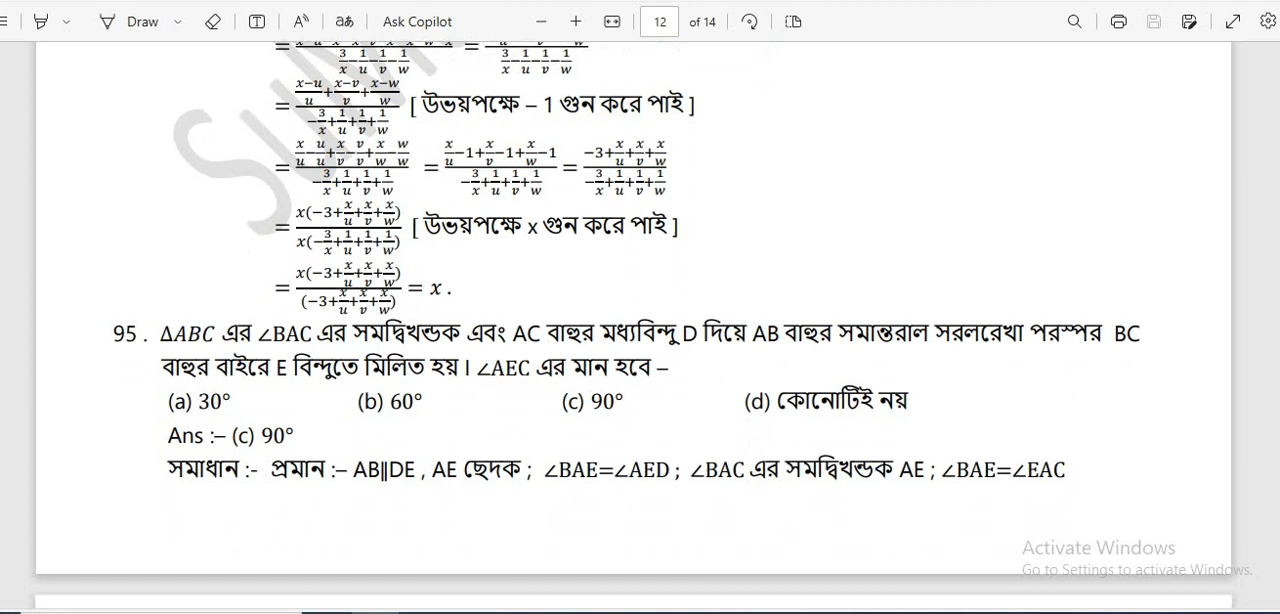 Draw
Ask Copilot
12 of 14
= (x−u/u + x−v/v + x−w/w)/(−3/x + 1/u + 1/v + 1/w) [ উভয়পক্ষে – 1 গুন করে পাই ]
= (x/u − u/u + x/v − v/v + x/w − w/w)/(−3/x + 1/u + 1/v + 1/w) = (x/u −1 + x/v −1 + x/w −1)/(−3/x + 1/u + 1/v + 1/w) = (−3 + x/u + x/v + x/w)/(−3/x + 1/u + 1/v + 1/w)
= x(−3 + x/u + x/v + x/w)/x(−3/x + 1/u + 1/v + 1/w) [ উভয়পক্ষে x গুন করে পাই ]
= x(−3 + x/u + x/v + x/w)/(−3 + x/u + x/v + x/w) = x .
95 . ΔABC এর ∠BAC এর সমদ্বিখন্ডক এবং AC বাহুর মধ্যবিন্দু D দিয়ে AB বাহুর সমান্তরাল সরলরেখা পরস্পর BC
বাহুর বাইরে E বিন্দুতে মিলিত হয় । ∠AEC এর মান হবে –
(a) 30° (b) 60° (c) 90° (d) কোনোটিই নয়
Ans :– (c) 90°
সমাধান :- প্রমান :– AB∥DE , AE ছেদক ; ∠BAE=∠AED ; ∠BAC এর সমদ্বিখন্ডক AE ; ∠BAE=∠EAC
Activate Windows
Go to Settings to activate Windows.